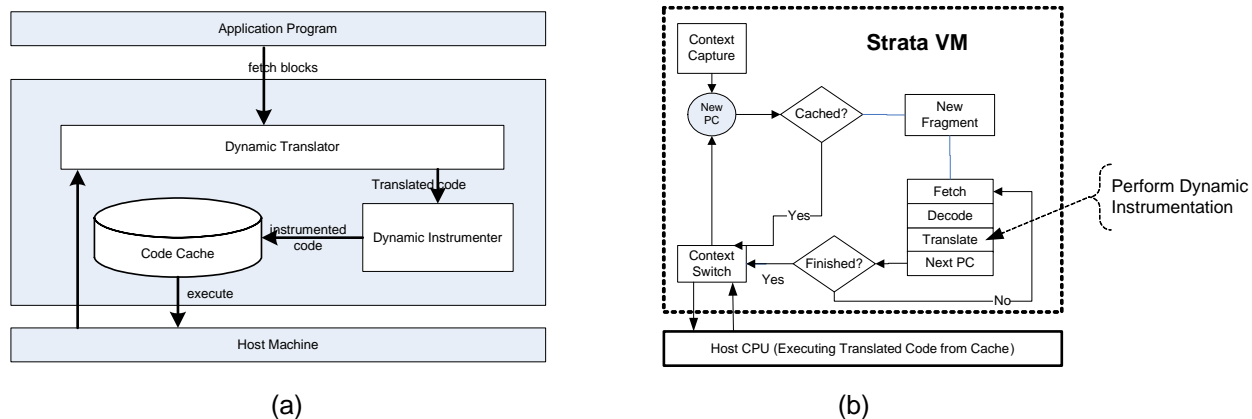 Application Program
fetch blocks
Dynamic Translator
Translated code
Code Cache
instrumented
code
Dynamic Instrumenter
execute
Host Machine
(a)
Context
Capture
Strata VM
New
PC
Cached?
New
Fragment
Fetch
Decode
Translate
Next PC
Perform Dynamic
Instrumentation
Yes
Context
Switch
Yes
Finished?
No
Host CPU (Executing Translated Code from Cache)
(b)